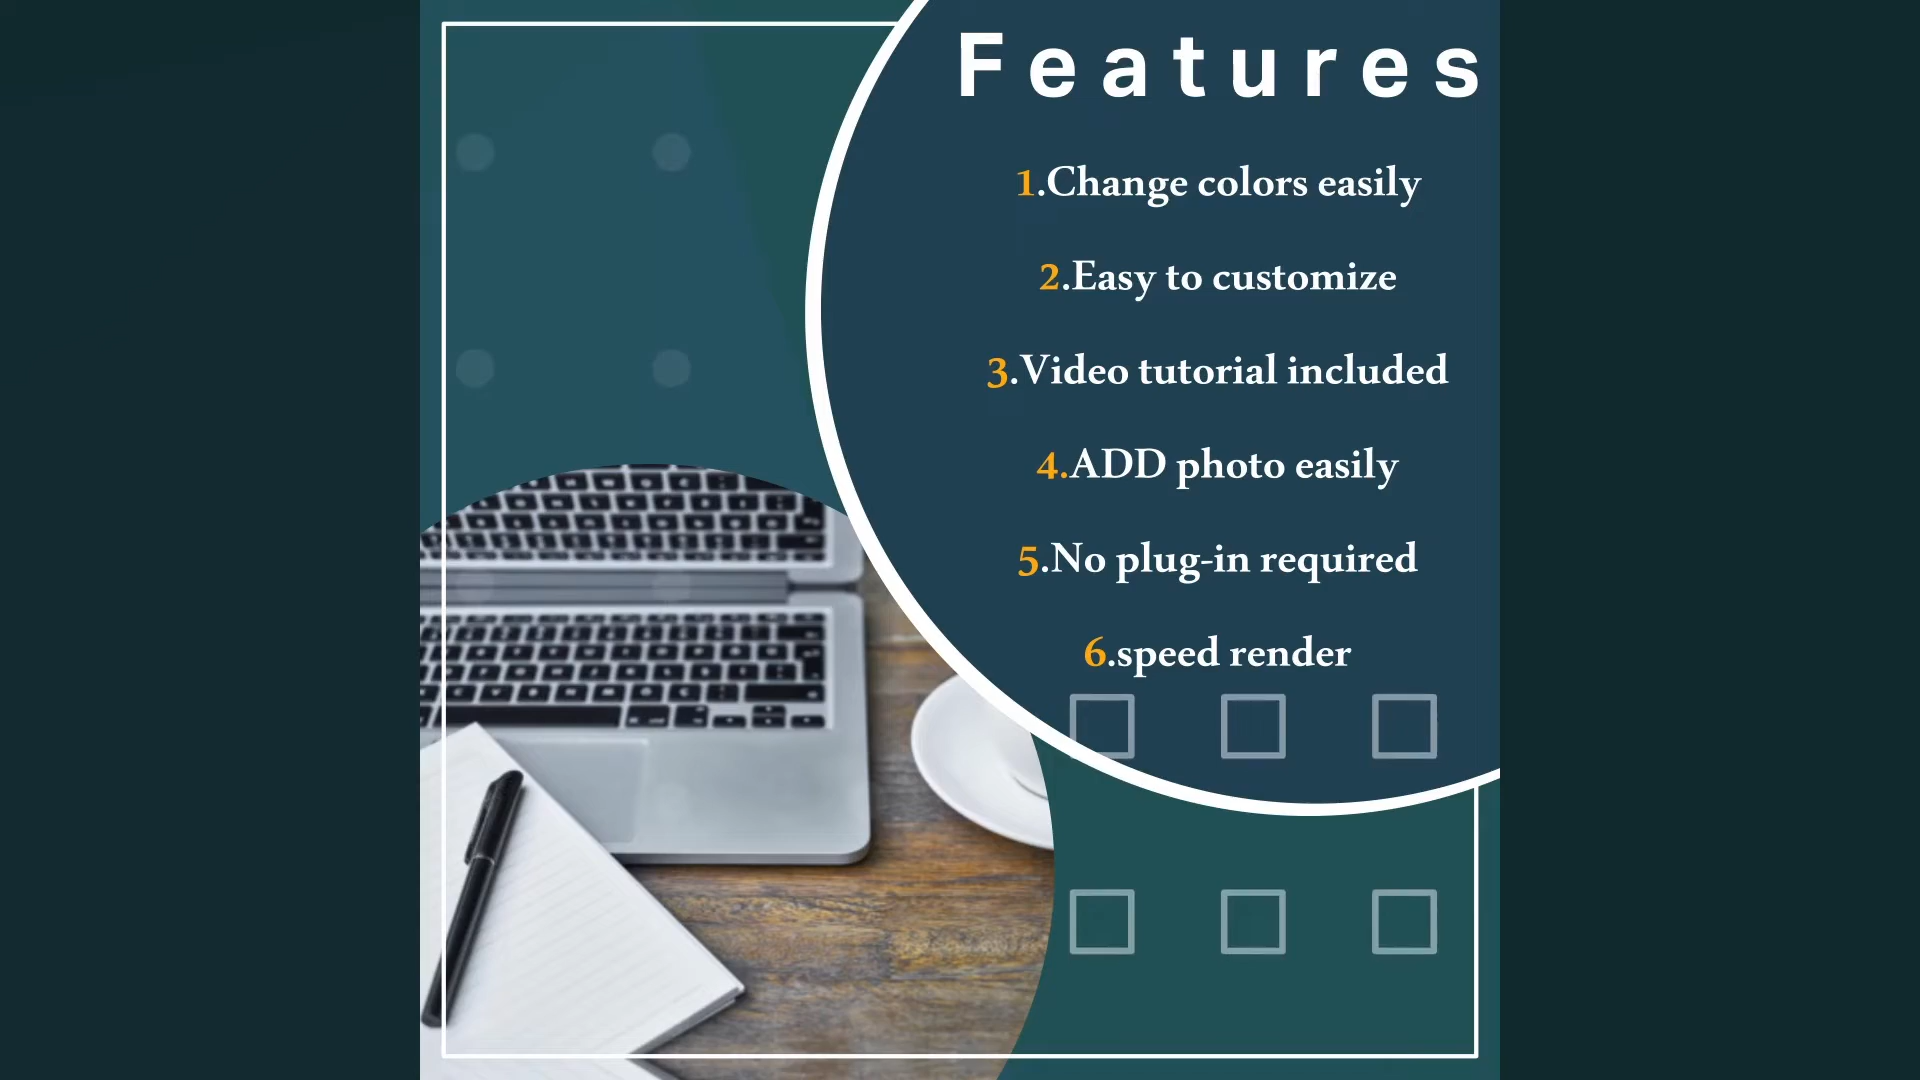 Features
1.Change colors easily
2.Easy to customize
3.Video tutorial included
4.ADD photo easily
5.No plug-in required
6.speed render